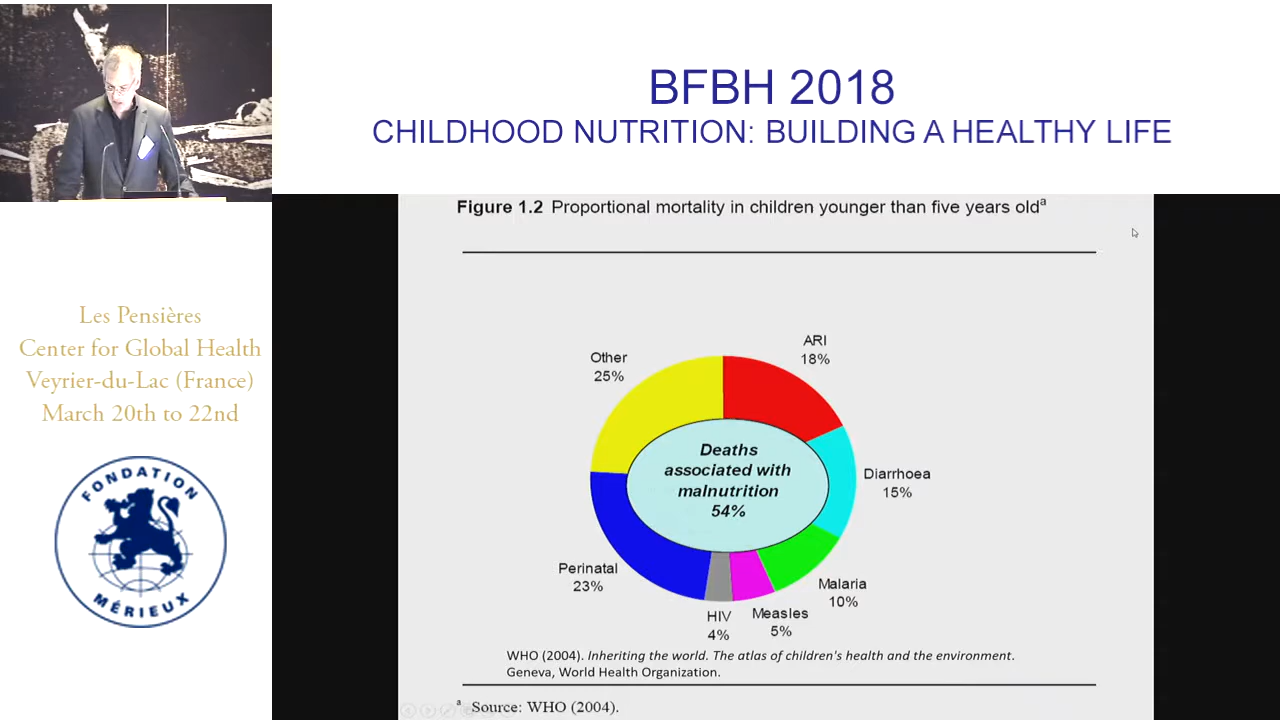 BFBH 2018
CHILDHOOD NUTRITION: BUILDING A HEALTHY LIFE
Les Pensières
Center for Global Health
Veyrier-du-Lac (France)
March 20th to 22nd
FONDATION
MÉRIEUX
Figure 1.2 Proportional mortality in children younger than five years old^a
ARI
18%
Other
25%
Deaths
associated with
malnutrition
54%
Diarrhoea
15%
Perinatal
23%
Malaria
10%
HIV
4%
Measles
5%
WHO (2004). Inheriting the world. The atlas of children's health and the environment.
Geneva, World Health Organization.
a Source: WHO (2004).